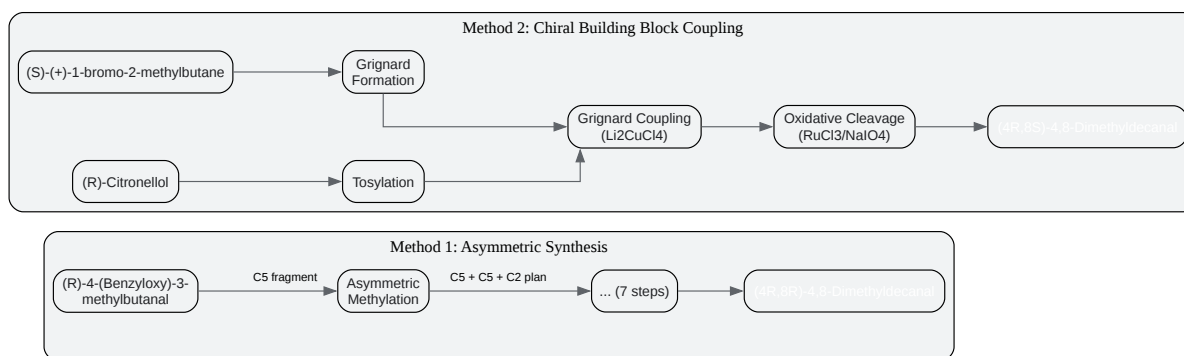 Method 2: Chiral Building Block Coupling
(S)-(+)-1-bromo-2-methylbutane
Grignard
Formation
Grignard Coupling
(Li2CuCl4)
Oxidative Cleavage
(RuCl3/NaIO4)
(4R,8S)-4,8-Dimethyldecanal
(R)-Citronellol
Tosylation
Method 1: Asymmetric Synthesis
(R)-4-(Benzyloxy)-3-
methylbutanal
C5 fragment
Asymmetric
Methylation
C5 + C5 + C2 plan
... (7 steps)
(4R,8R)-4,8-Dimethyldecanal